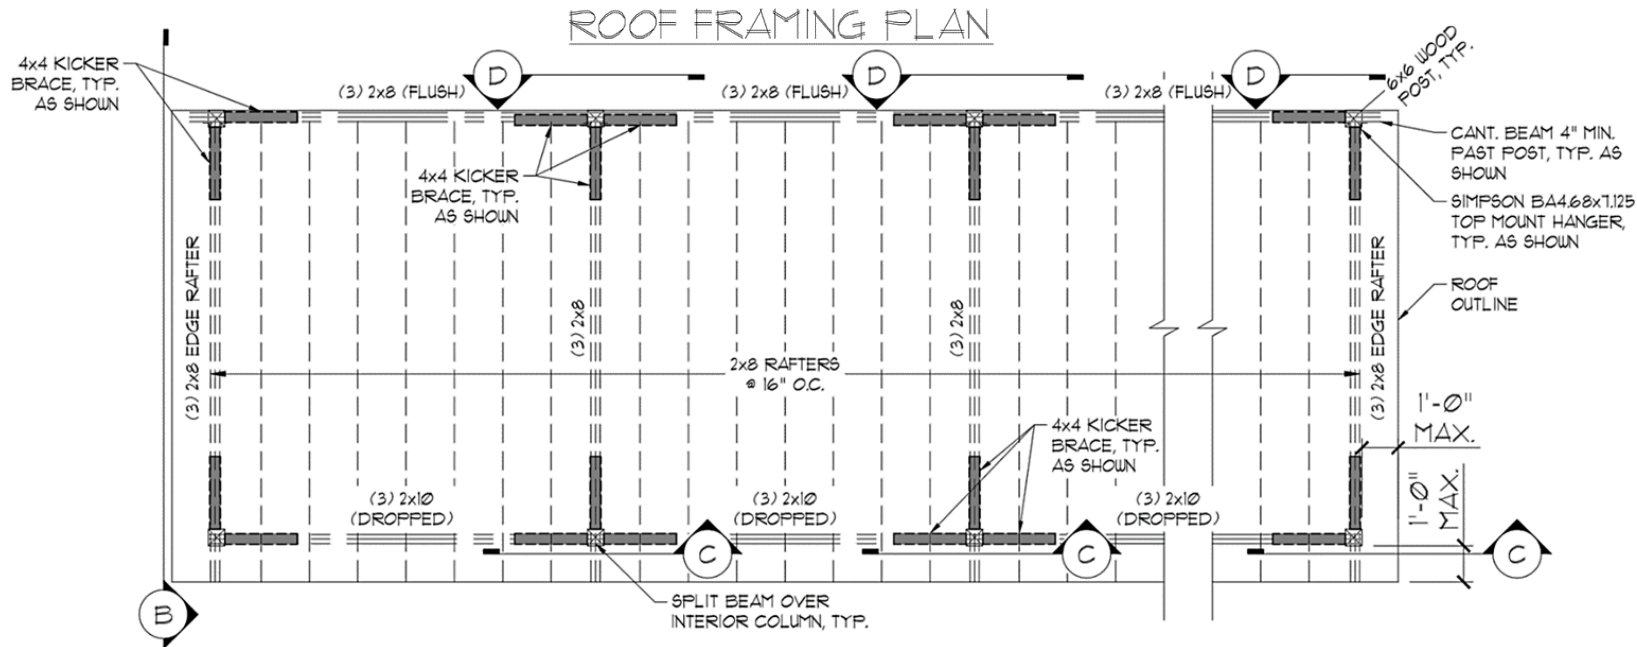 ROOF FRAMING PLAN
4x4 KICKER
BRACE, TYP.
AS SHOWN
(3) 2x8 (FLUSH)
D
(3) 2x8 (FLUSH)
D
(3) 2x8 (FLUSH)
D
6x6 WOOD
POST, TYP.
CANT. BEAM 4" MIN.
PAST POST, TYP. AS
SHOWN
4x4 KICKER
BRACE, TYP.
AS SHOWN
SIMPSON BA4.68x7.125
TOP MOUNT HANGER,
TYP. AS SHOWN
(3) 2x8 EDGE RAFTER
(3) 2x8
(3) 2x8
(3) 2x8 EDGE RAFTER
ROOF
OUTLINE
2x8 RAFTERS
@ 16" O.C.
1'-0"
MAX.
4x4 KICKER
BRACE, TYP.
AS SHOWN
1'-0"
MAX.
(3) 2x10
(DROPPED)
(3) 2x10
(DROPPED)
(3) 2x10
(DROPPED)
C
C
C
B
SPLIT BEAM OVER
INTERIOR COLUMN, TYP.